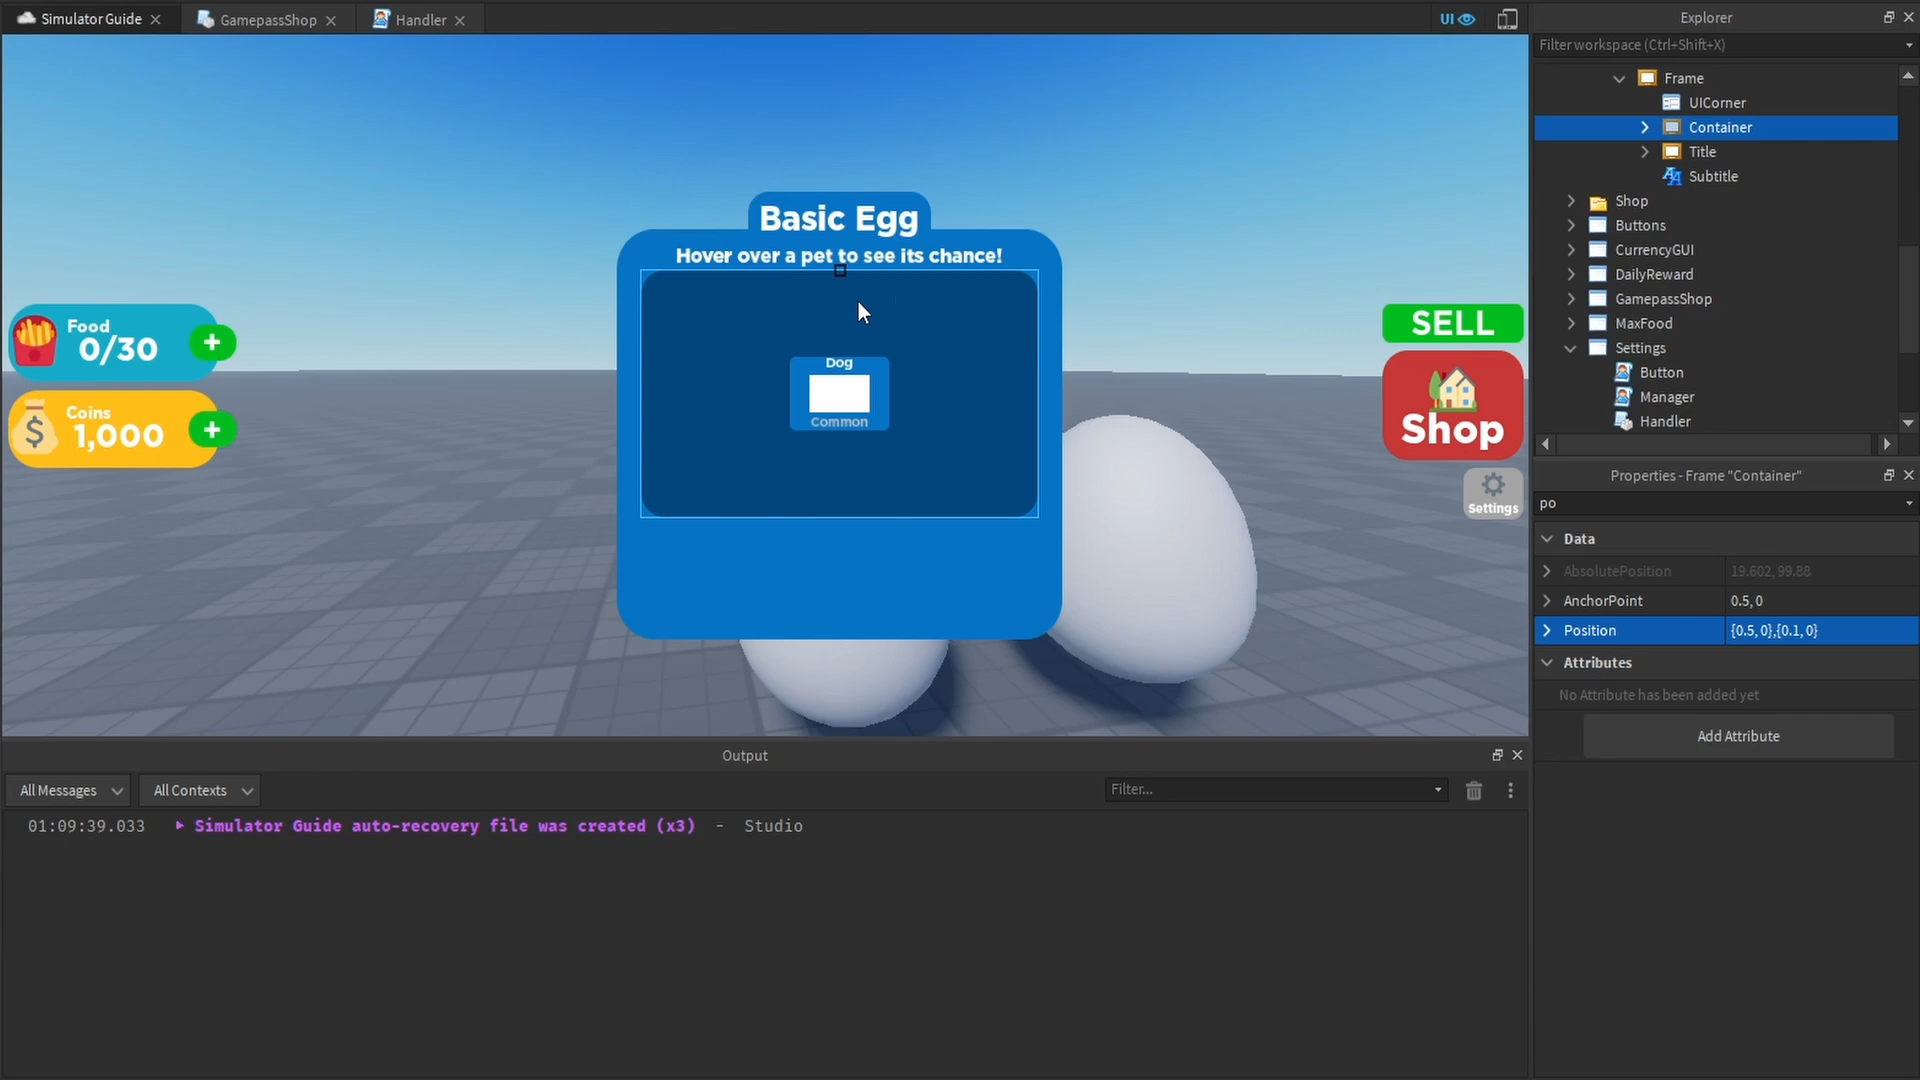 Simulator Guide
GamepassShop
Handler
UI
Explorer
Filter workspace (Ctrl+Shift+X)
Frame
UICorner
Container
Title
Subtitle
Shop
Buttons
CurrencyGUI
DailyReward
GamepassShop
MaxFood
Settings
Button
Manager
Handler
Basic Egg
Hover over a pet to see its chance!
Dog
Common
Food
0/30
+
Coins
1,000
+
$
SELL
Shop
Settings
Properties - Frame "Container"
po
Data
AbsolutePosition 19.602, 99.88
AnchorPoint 0.5, 0
Position {0.5, 0},{0.1, 0}
Attributes
No Attribute has been added yet
Add Attribute
Output
All Messages
All Contexts
Filter...
01:09:39.033 Simulator Guide auto-recovery file was created (x3) - Studio